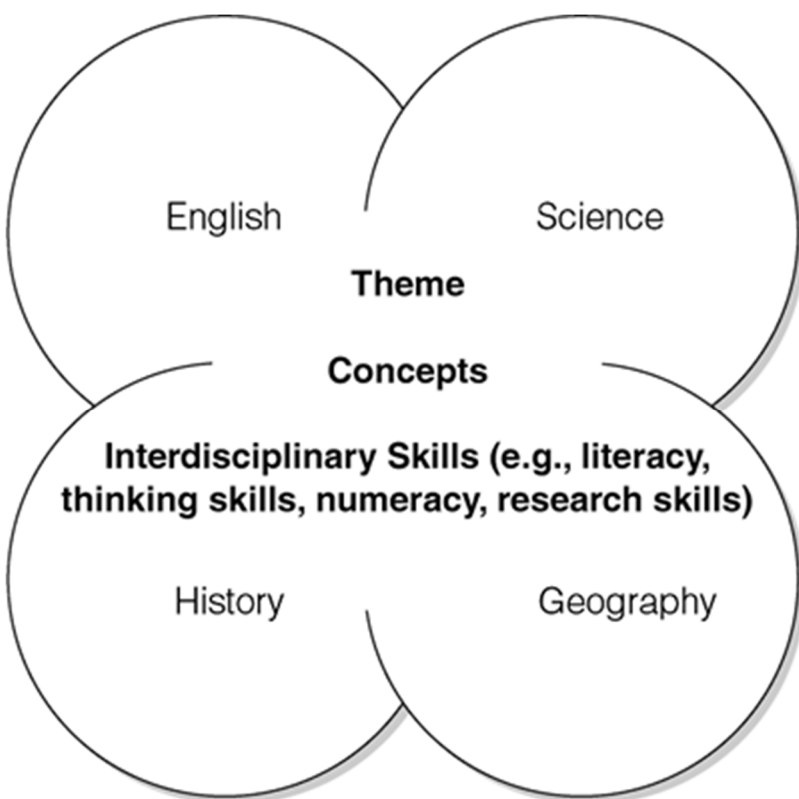 English
Science
Theme
Concepts
Interdisciplinary Skills (e.g., literacy,
thinking skills, numeracy, research skills)
History
Geography